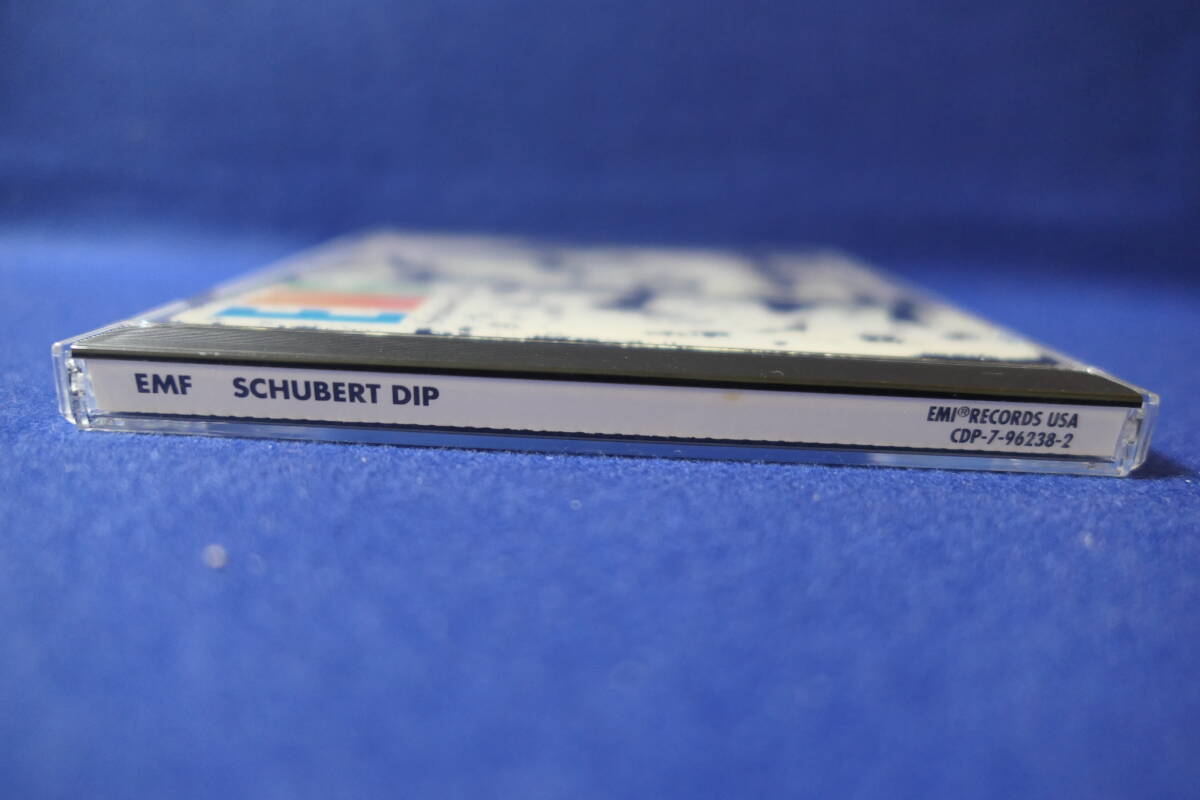 EMF SCHUBERT DIP
EMI® RECORDS USA
CDP-7-96238-2